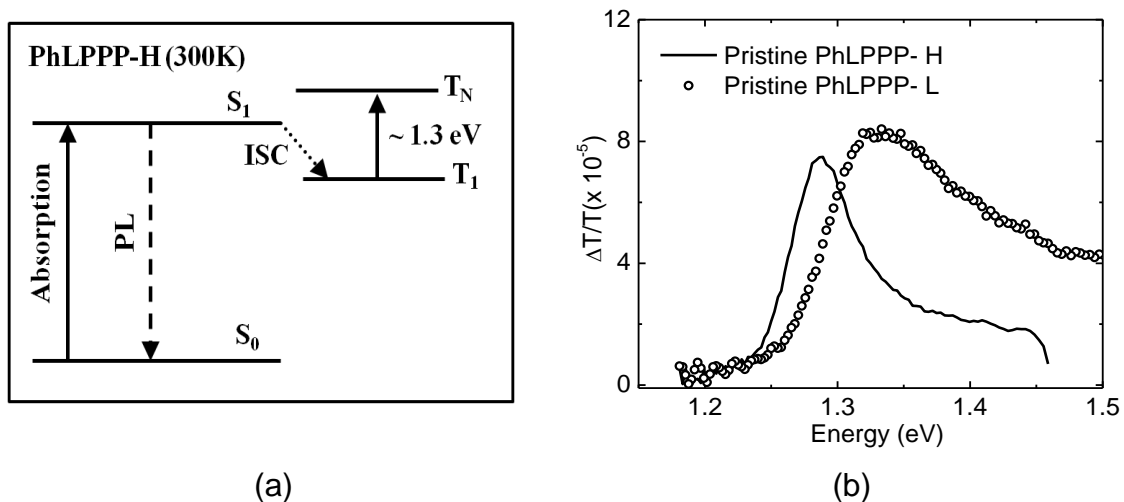 PhLPPP-H (300K)
S₁
T_N
~ 1.3 eV
ISC
T₁
Absorption
PL
S₀
(a)
12
8
4
0
ΔT/T(x 10⁻⁵)
Pristine PhLPPP- H
Pristine PhLPPP- L
1.2 1.3 1.4 1.5
Energy (eV)
(b)